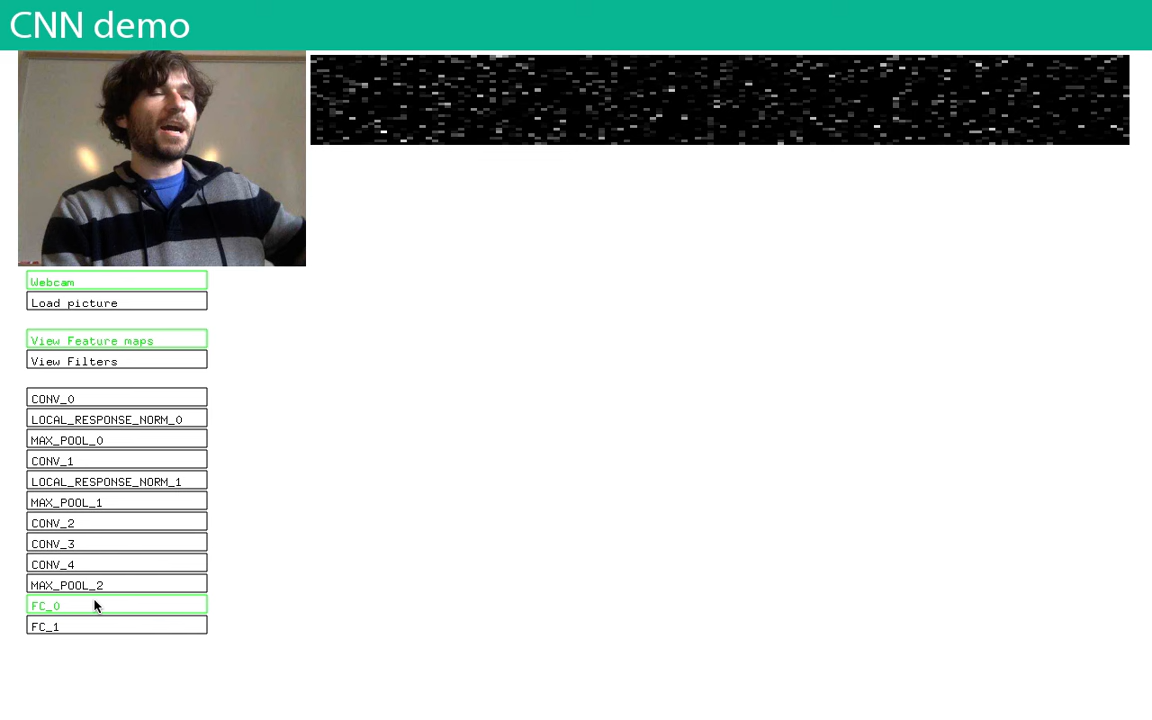 CNN demo
Webcam
Load picture
View Feature maps
View Filters
CONV_0
LOCAL_RESPONSE_NORM_0
MAX_POOL_0
CONV_1
LOCAL_RESPONSE_NORM_1
MAX_POOL_1
CONV_2
CONV_3
CONV_4
MAX_POOL_2
FC_0
FC_1